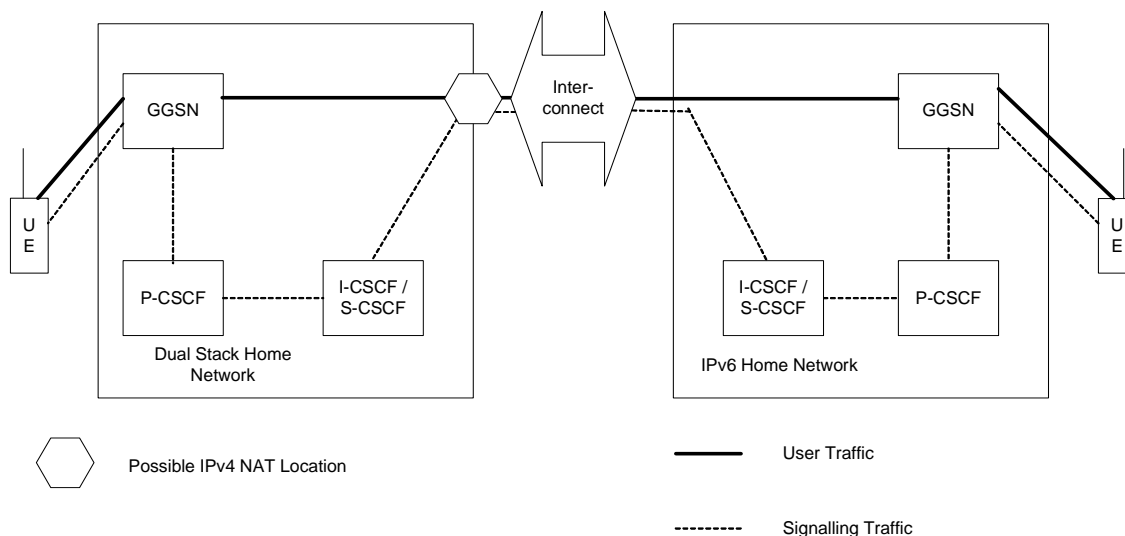 GGSN
Inter-
connect
GGSN
U
E
U
E
P-CSCF
I-CSCF /
S-CSCF
I-CSCF /
S-CSCF
P-CSCF
Dual Stack Home
Network
IPv6 Home Network
Possible IPv4 NAT Location
User Traffic
Signalling Traffic